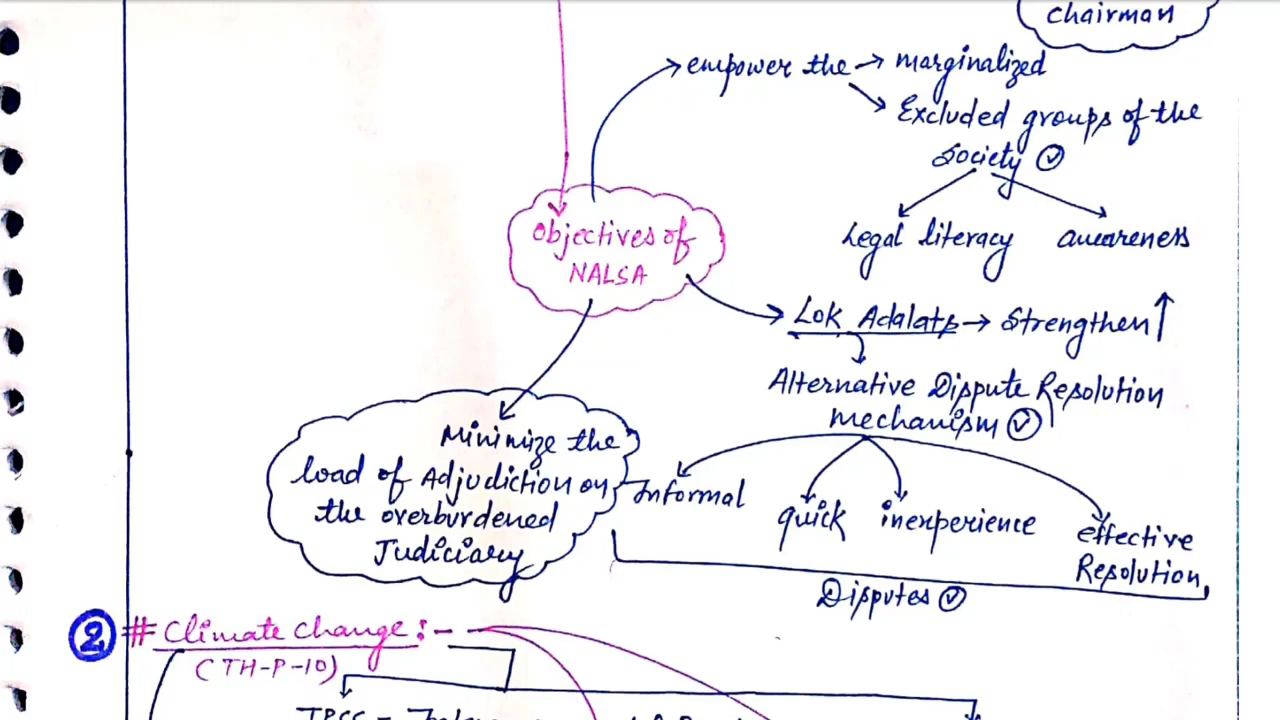 chairman
empower the → marginalized
Excluded groups of the
society
Legal literacy
awareness
Objectives of
NALSA
Lok Adalats → Strengthen ↑
Alternative Dispute Resolution
mechanism
Minimize the
load of Adjudiction on
the overburdened
Judiciary
Informal
quick
inexperience
effective
Resolution
Disputes
2 # Climate Change :-
(TH-P-10)
IPCC -